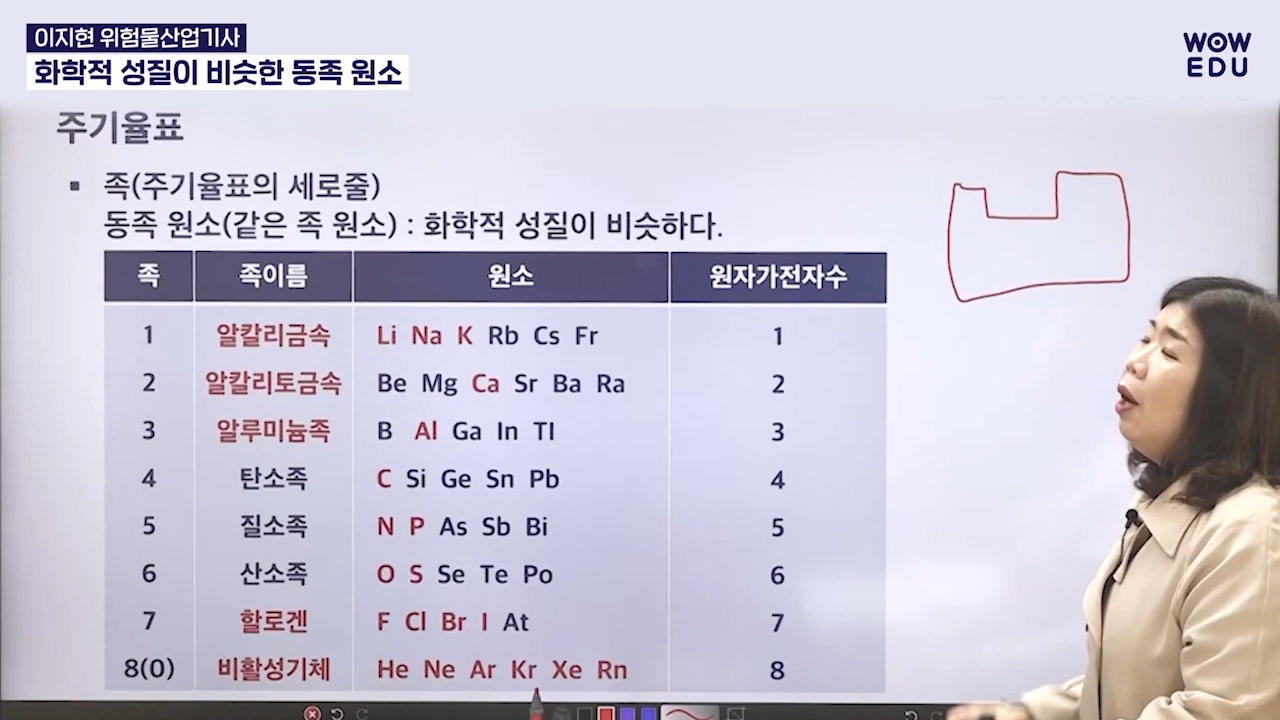 이지현 위험물산업기사
화학적 성질이 비슷한 동족 원소
WOW
EDU
주기율표
▪ 족(주기율표의 세로줄)
동족 원소(같은 족 원소) : 화학적 성질이 비슷하다.
족 족이름 원소 원자가전자수
1 알칼리금속 Li Na K Rb Cs Fr 1
2 알칼리토금속 Be Mg Ca Sr Ba Ra 2
3 알루미늄족 B Al Ga In Tl 3
4 탄소족 C Si Ge Sn Pb 4
5 질소족 N P As Sb Bi 5
6 산소족 O S Se Te Po 6
7 할로겐 F Cl Br I At 7
8(0) 비활성기체 He Ne Ar Kr Xe Rn 8